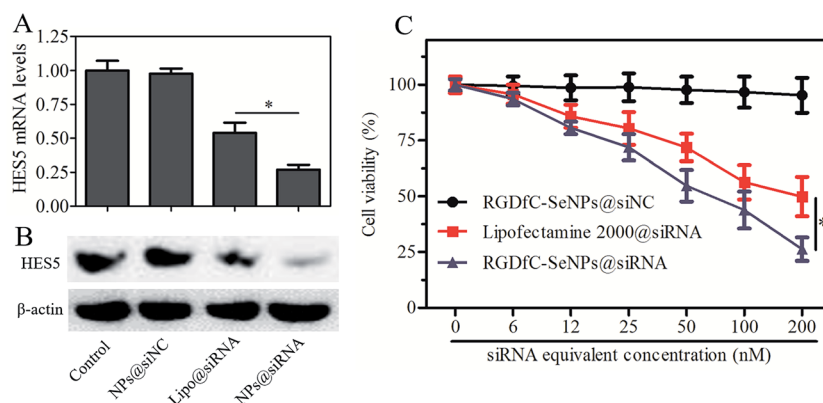 A
HES5 mRNA levels
1.25
1.00
0.75
0.50
0.25
0.00
*
B
HES5
β-actin
Control
NPs@siNC
Lipo@siRNA
NPs@siRNA
C
Cell viability (%)
100
75
50
25
0
RGDfC-SeNPs@siNC
Lipofectamine 2000@siRNA
RGDfC-SeNPs@siRNA
*
0 6 12 25 50 100 200
siRNA equivalent concentration (nM)